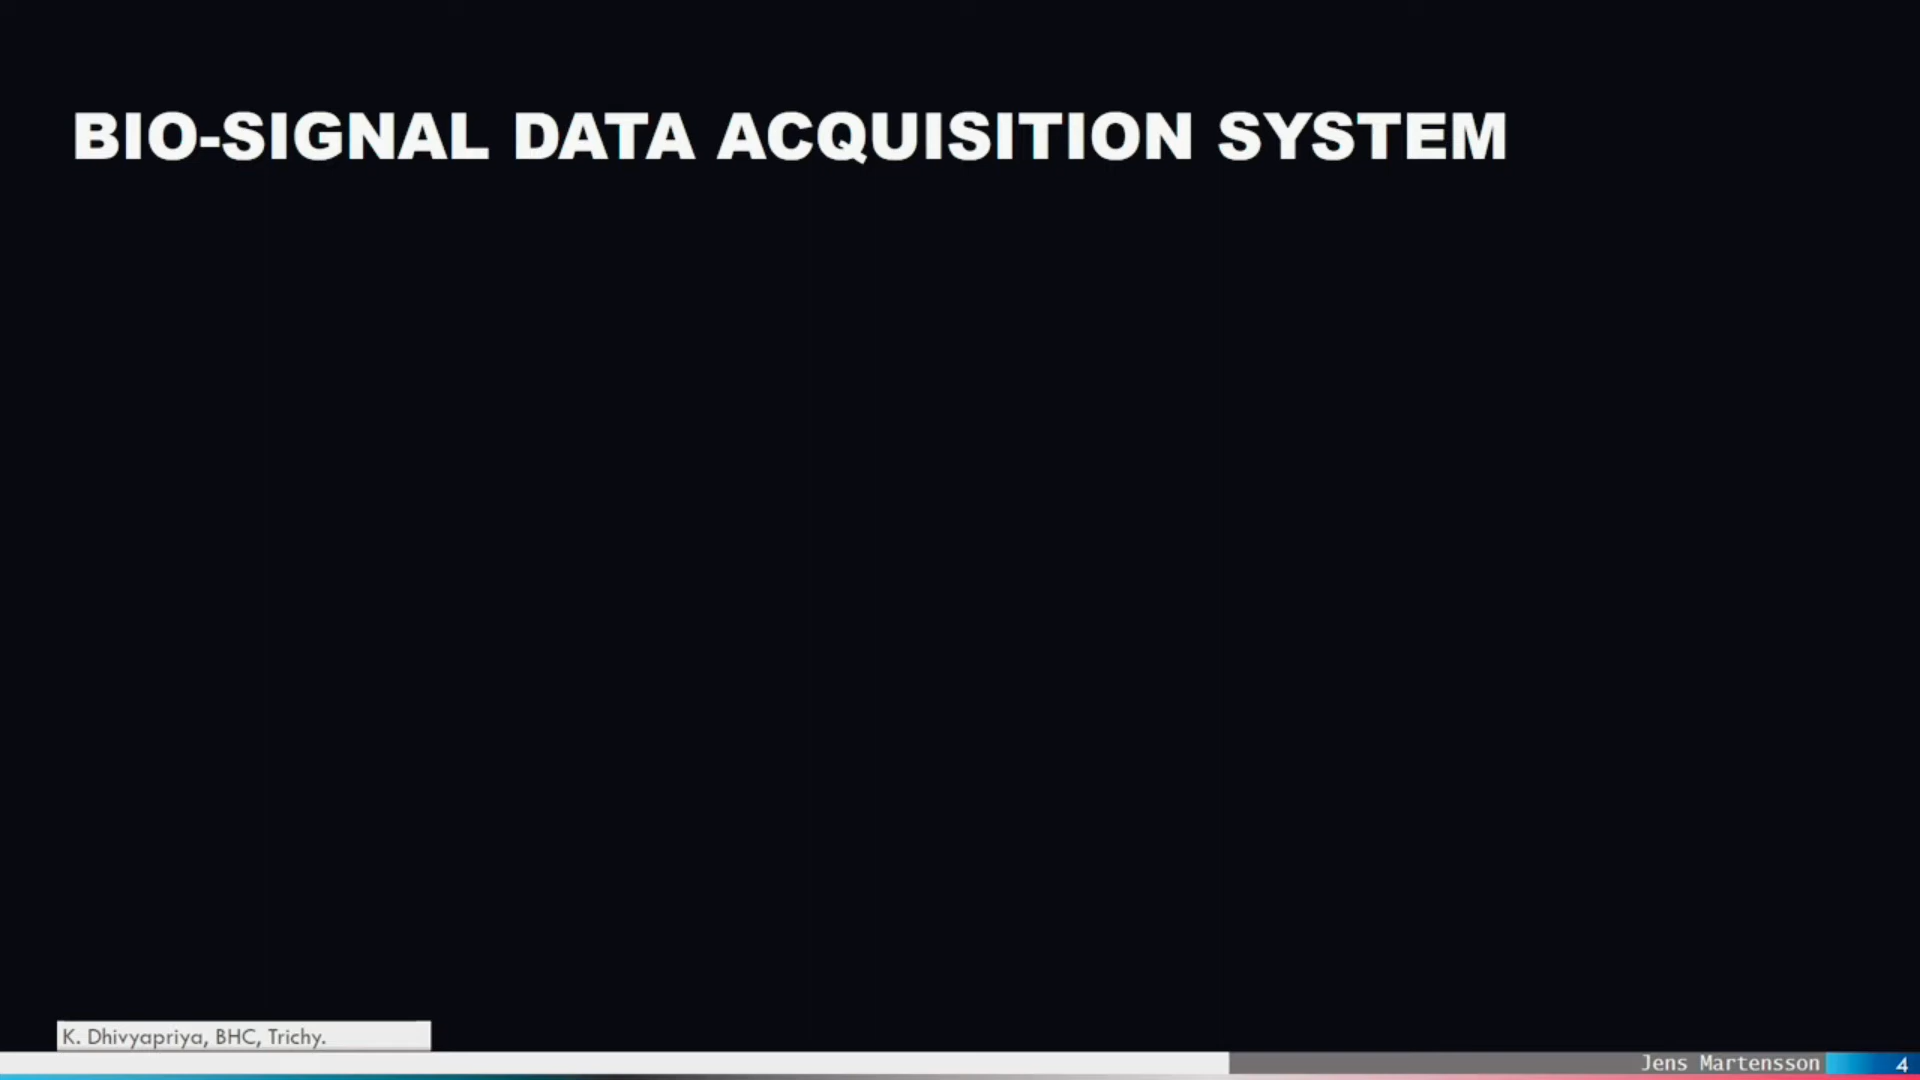 BIO-SIGNAL DATA ACQUISITION SYSTEM
K. Dhivyapriya, BHC, Trichy.
Jens Martensson
4